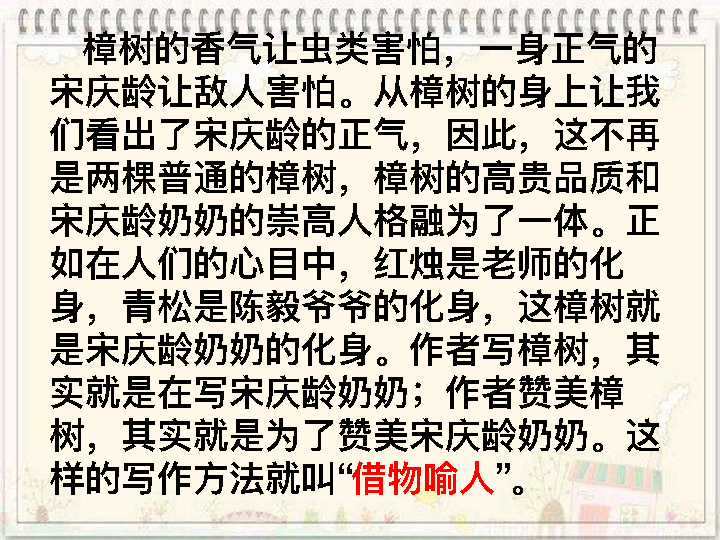 樟树的香气让虫类害怕，一身正气的
宋庆龄让敌人害怕。从樟树的身上让我
们看出了宋庆龄的正气，因此，这不再
是两棵普通的樟树，樟树的高贵品质和
宋庆龄奶奶的崇高人格融为了一体。正
如在人们的心目中，红烛是老师的化
身，青松是陈毅爷爷的化身，这樟树就
是宋庆龄奶奶的化身。作者写樟树，其
实就是在写宋庆龄奶奶；作者赞美樟
树，其实就是为了赞美宋庆龄奶奶。这
样的写作方法就叫“借物喻人”。